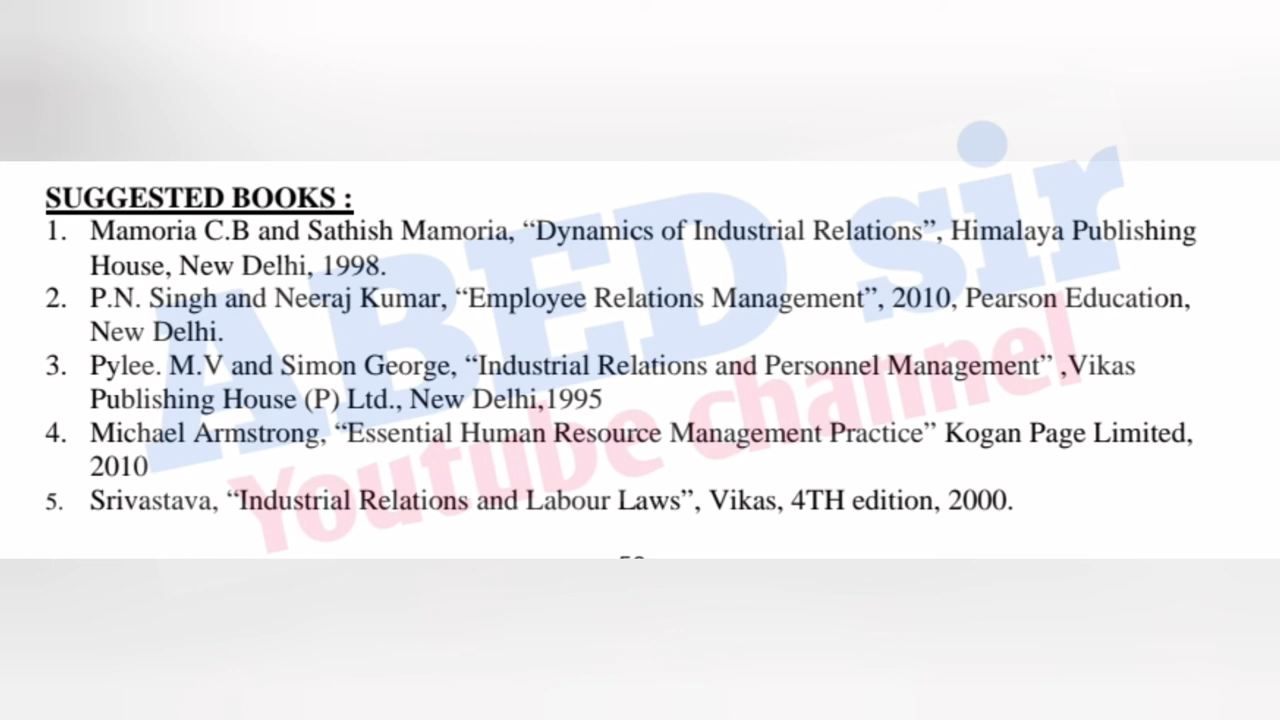 SUGGESTED BOOKS :
1. Mamoria C.B and Sathish Mamoria, “Dynamics of Industrial Relations”, Himalaya Publishing
House, New Delhi, 1998.
2. P.N. Singh and Neeraj Kumar, “Employee Relations Management”, 2010, Pearson Education,
New Delhi.
3. Pylee. M.V and Simon George, “Industrial Relations and Personnel Management” ,Vikas
Publishing House (P) Ltd., New Delhi,1995
4. Michael Armstrong, “Essential Human Resource Management Practice” Kogan Page Limited,
2010
5. Srivastava, “Industrial Relations and Labour Laws”, Vikas, 4TH edition, 2000.
ABED sir
Youtube channel